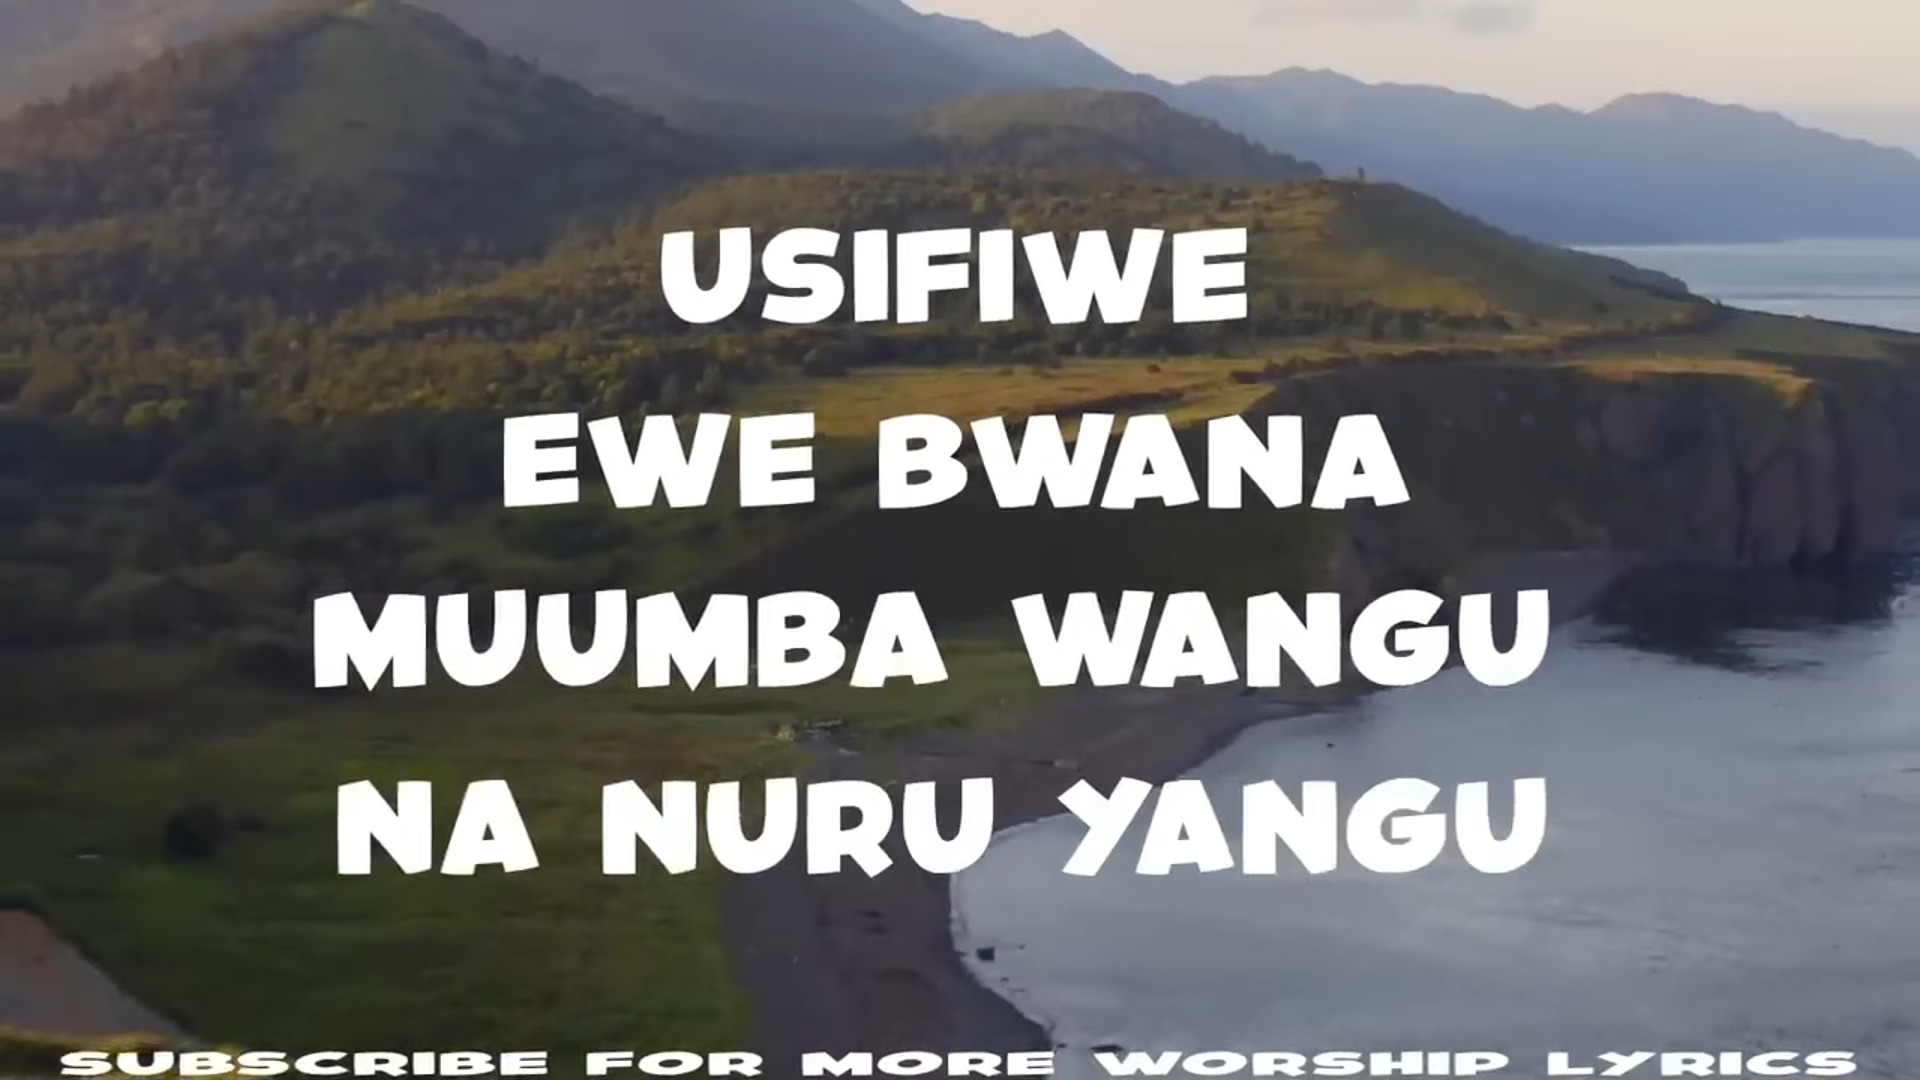 USIFIWE
EWE BWANA
MUUMBA WANGU
NA NURU YANGU
SUBSCRIBE FOR MORE WORSHIP LYRICS